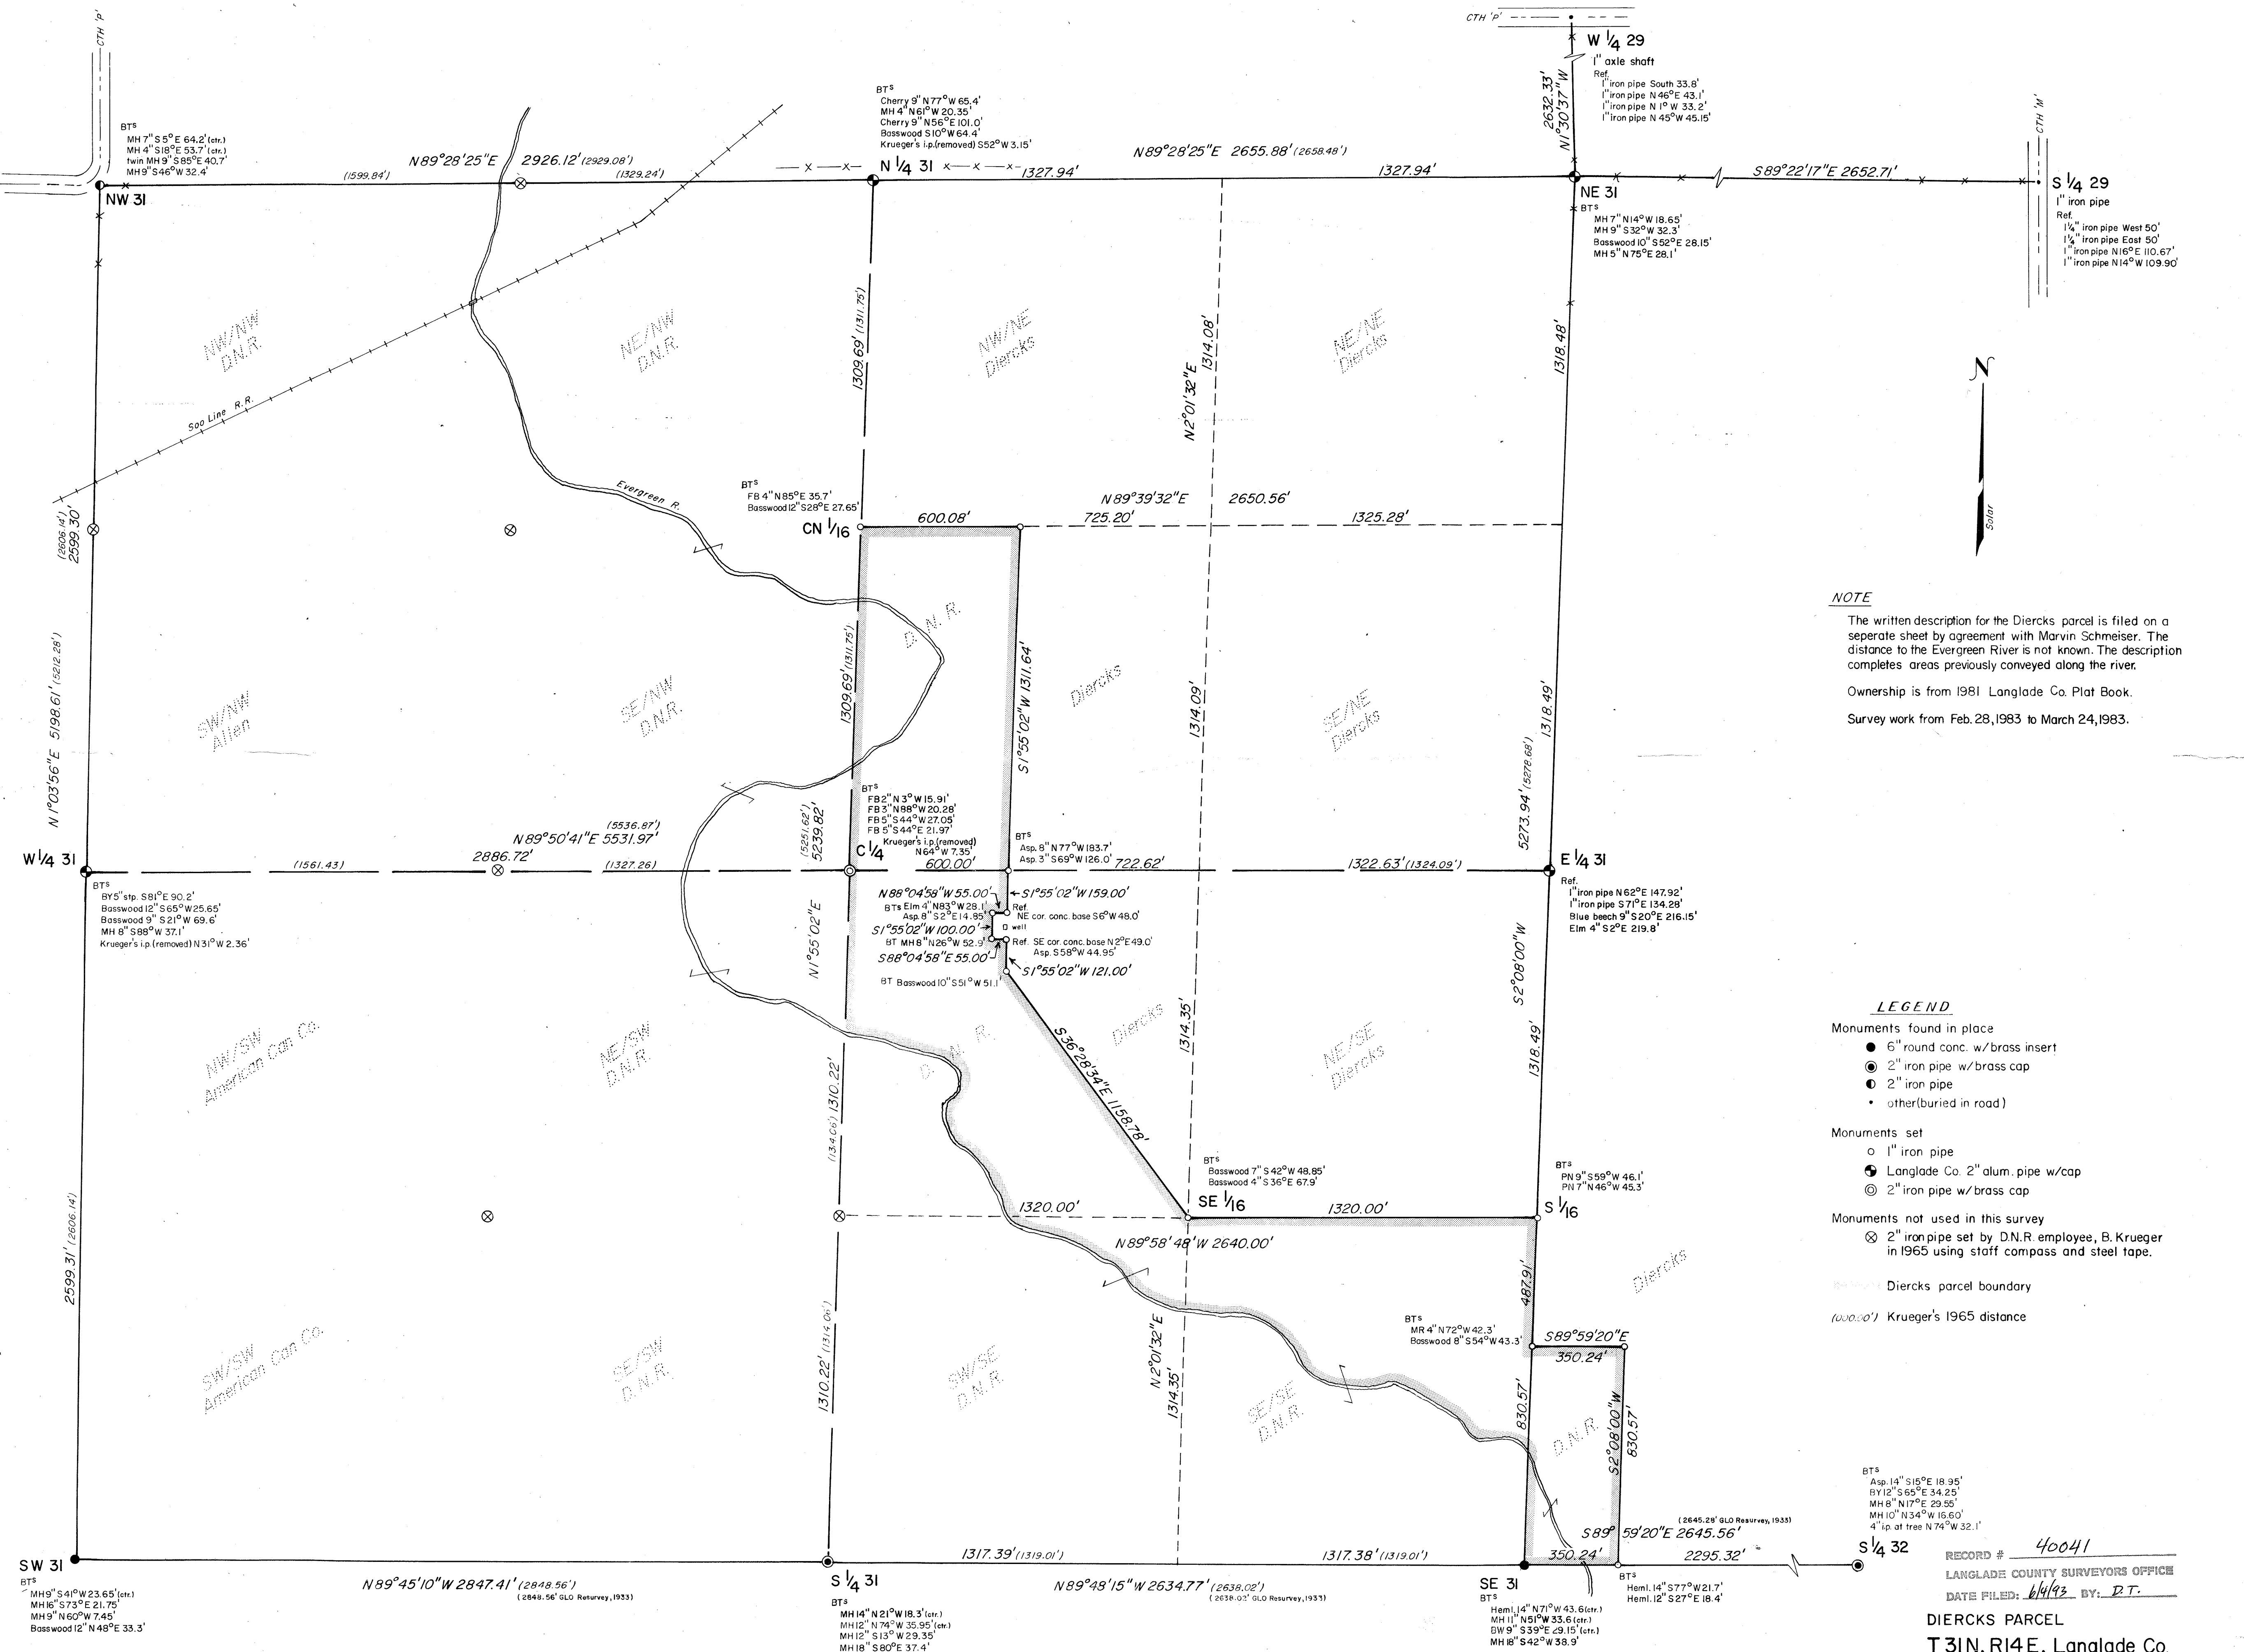 CTH 'P'
CTH 'P'
W 1/4 29
1" axle shaft
Ref.
1" iron pipe South 33.8'
1" iron pipe N 46° E 43.1'
1" iron pipe N 1° W 33.2'
1" iron pipe N 45° W 45.15'
2632.33'
N1°30'37"W
CTH 'M'
BTS
MH 7" S 5° E 64.2' (ctr.)
MH 4" S18° E 53.7' (ctr.)
twin MH 9" S85° E 40.7'
MH 9" S46° W 32.4'
BTS
Cherry 9" N77° W 65.4'
MH 4" N61° W 20.35'
Cherry 9" N56° E 101.0'
Basswood S10° W 64.4'
Krueger's i.p. (removed) S52° W 3.15'
N89°28'25"E 2926.12' (2929.08')
(1599.84')
(1329.24')
N 1/4 31
N89°28'25"E 2655.88' (2658.48')
1327.94'
1327.94'
S89°22'17"E 2652.71'
NW 31
NE 31
BTS
MH 7" N14° W 18.65'
MH 9" S32° W 32.3'
Basswood 10" S52° E 28.15'
MH 5" N75° E 28.1'
S 1/4 29
1" iron pipe
Ref.
1 1/4" iron pipe West 50'
1 1/4" iron pipe East 50'
1" iron pipe N16° E 110.67'
1" iron pipe N14° W 109.90'
NW/NW
D.N.R.
NE/NW
D.N.R.
NW/NE
Diercks
NE/NE
Diercks
1309.69' (1311.75')
N2°01'32"E
1314.08'
1318.48'
Soo Line R.R.
Evergreen R.
N
Solar
BTS
FB 4" N85° E 35.7'
Basswood 12" S28° E 27.65'
CN 1/16
N89°39'32"E 2650.56'
600.08'
725.20'
1325.28'
(2606.14')
2599.30'
N1°03'56"E 5198.61' (5212.28')
SW/NW
Allen
SE/NW
D.N.R.
D.N.R.
Diercks
SE/NE
Diercks
1309.69' (1311.75')
S1°55'02"W 1311.64'
1314.09'
1318.49'
5273.94' (5278.68')
NOTE
The written description for the Diercks parcel is filed on a
seperate sheet by agreement with Marvin Schmeiser. The
distance to the Evergreen River is not known. The description
completes areas previously conveyed along the river.
Ownership is from 1981 Langlade Co. Plat Book.
Survey work from Feb. 28, 1983 to March 24, 1983.
BTS
FB 2" N 3° W 15.91'
FB 3" N88° W 20.28'
FB 5" S44° W 27.05'
FB 5" S44° E 21.97'
Krueger's i.p. (removed)
N64° W 7.35'
(5251.62')
5239.82'
(5536.87')
N89°50'41"E 5531.97'
2886.72'
(1561.43)
(1327.26)
W 1/4 31
C 1/4
600.00'
BTS
Asp. 8" N77° W 183.7'
Asp. 3" S69° W 126.0'
722.62'
1322.63' (1324.09')
E 1/4 31
Ref.
1" iron pipe N 62° E 147.92'
1" iron pipe S71° E 134.28'
Blue beech 9" S20° E 216.15'
Elm 4" S2° E 219.8'
BTS
BY 5" stp. S81° E 90.2'
Basswood 12" S65° W 25.65'
Basswood 9" S21° W 69.6'
MH 8" S88° W 37.1'
Krueger's i.p. (removed) N31° W 2.36'
N88°04'58"W 55.00'
S1°55'02"W 159.00'
BTS Elm 4" N83° W 28.1'
Asp. 8" S2° E 14.85'
Ref.
NE cor. conc. base S6° W 48.0'
S1°55'02"W 100.00'
well
BT MH 8" N26° W 52.9'
Ref. SE cor. conc. base N2° E 49.0'
Asp. S58° W 44.95'
S88°04'58"E 55.00'
S1°55'02"W 121.00'
BT Basswood 10" S51° W 51.1'
N1°55'02"E
S2°08'00"W
NW/SW
American Can Co.
NE/SW
D.N.R.
D.N.R.
Diercks
NE/SE
Diercks
S36°28'34"E 1158.78'
1314.35'
1318.49'
(1314.06') 1310.22'
LEGEND
Monuments found in place
6" round conc. w/brass insert
2" iron pipe w/brass cap
2" iron pipe
other (buried in road)
Monuments set
1" iron pipe
Langlade Co. 2" alum. pipe w/cap
2" iron pipe w/brass cap
Monuments not used in this survey
2" iron pipe set by D.N.R. employee, B. Krueger
in 1965 using staff compass and steel tape.
Diercks parcel boundary
(000.00') Krueger's 1965 distance
BTS
Basswood 7" S42° W 48.85'
Basswood 4" S36° E 67.9'
SE 1/16
BTS
PN 9" S59° W 46.1'
PN 7" N46° W 45.3'
S 1/16
1320.00'
1320.00'
N89°58'48"W 2640.00'
Diercks
2599.31' (2606.14')
487.91'
BTS
MR 4" N72° W 42.3'
Basswood 8" S54° W 43.3'
S89°59'20"E
350.24'
SW/SW
American Can Co.
SE/SW
D.N.R.
SW/SE
D.N.R.
SE/SE
D.N.R.
D.N.R.
1310.22' (1314.06')
N2°01'32"E
1314.35'
830.57'
S2°08'00"W
830.57'
BTS
Asp. 14" S15° E 18.95'
BY 12" S65° E 34.25'
MH 8" N17° E 29.55'
MH 10" N34° W 16.60'
4" i.p. at tree N74° W 32.1'
S 1/4 32
(2645.28' GLO Resurvey, 1933)
S89°59'20"E 2645.56'
350.24'
2295.32'
1317.39' (1319.01')
1317.38' (1319.01')
SW 31
BTS
MH 9" S41° W 23.65' (ctr.)
MH 16" S73° E 21.75'
MH 9" N60° W 7.45'
Basswood 12" N48° E 33.3'
N89°45'10"W 2847.41' (2848.56')
(2848.56' GLO Resurvey, 1933)
S 1/4 31
BTS
MH 14" N21° W 18.3' (ctr.)
MH 12" N74° W 35.95' (ctr.)
MH 12" S13° W 29.35'
MH 18" S80° E 37.4'
N89°48'15"W 2634.77' (2638.02')
(2638.02' GLO Resurvey, 1933)
SE 31
BTS
Heml. 14" N71° W 43.6 (ctr.)
MH 11" N51° W 33.6 (ctr.)
BW 9" S39° E 29.15' (ctr.)
MH 18" S42° W 38.9'
BTS
Heml. 14" S77° W 21.7'
Heml. 12" S27° E 18.4'
RECORD # 40041
LANGLADE COUNTY SURVEYORS OFFICE
DATE FILED: 6/4/93 BY: D.T.
DIERCKS PARCEL
T 31N, R14E, Langlade Co.